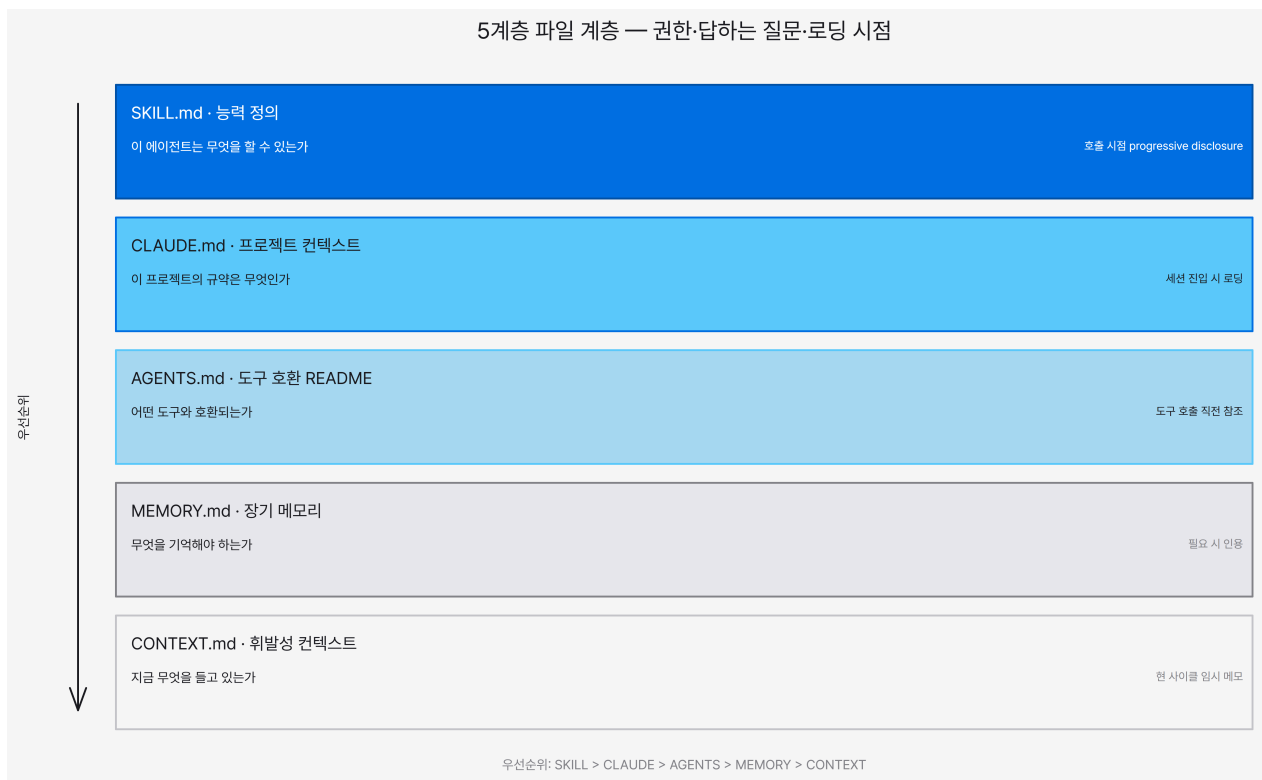 5계층 파일 계층 — 권한·답하는 질문·로딩 시점
우선순위
SKILL.md · 능력 정의
이 에이전트는 무엇을 할 수 있는가
호출 시점 progressive disclosure
CLAUDE.md · 프로젝트 컨텍스트
이 프로젝트의 규약은 무엇인가
세션 진입 시 로딩
AGENTS.md · 도구 호환 README
어떤 도구와 호환되는가
도구 호출 직전 참조
MEMORY.md · 장기 메모리
무엇을 기억해야 하는가
필요 시 인용
CONTEXT.md · 휘발성 컨텍스트
지금 무엇을 들고 있는가
현 사이클 임시 메모
우선순위: SKILL > CLAUDE > AGENTS > MEMORY > CONTEXT